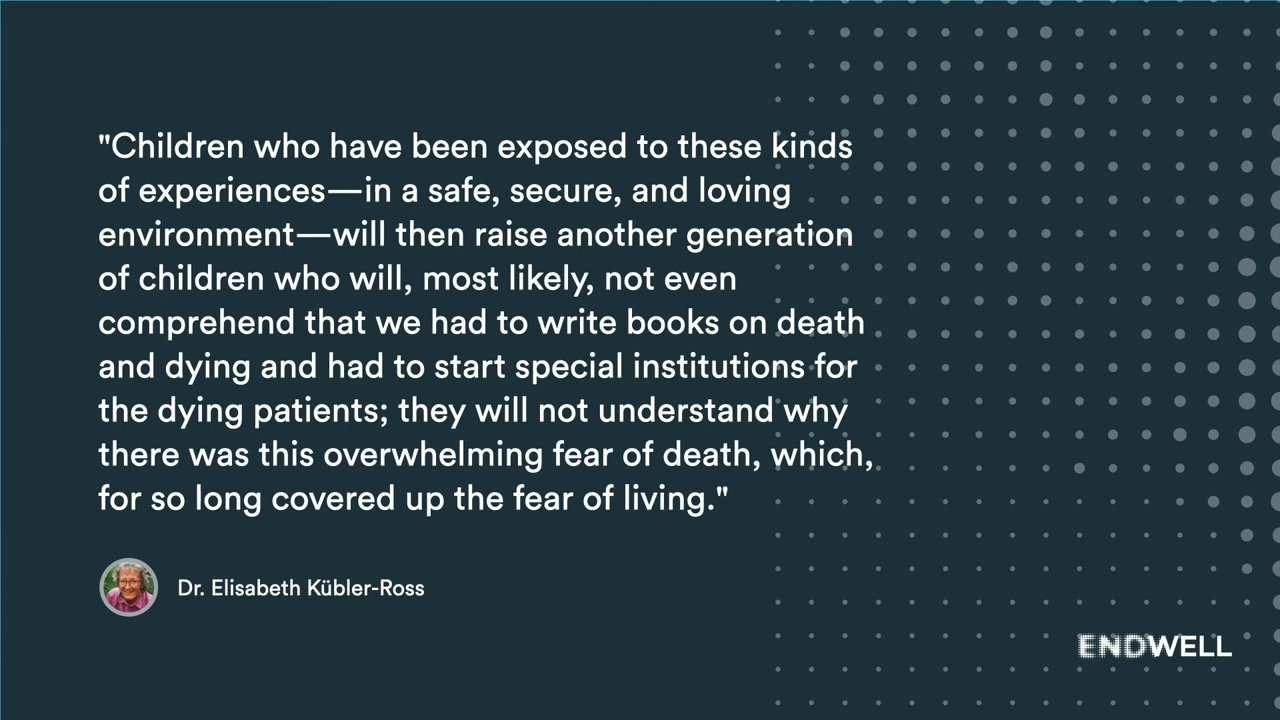 "Children who have been exposed to these kinds
of experiences—in a safe, secure, and loving
environment—will then raise another generation
of children who will, most likely, not even
comprehend that we had to write books on death
and dying and had to start special institutions for
the dying patients; they will not understand why
there was this overwhelming fear of death, which,
for so long covered up the fear of living."
Dr. Elisabeth Kübler-Ross
ENDWELL